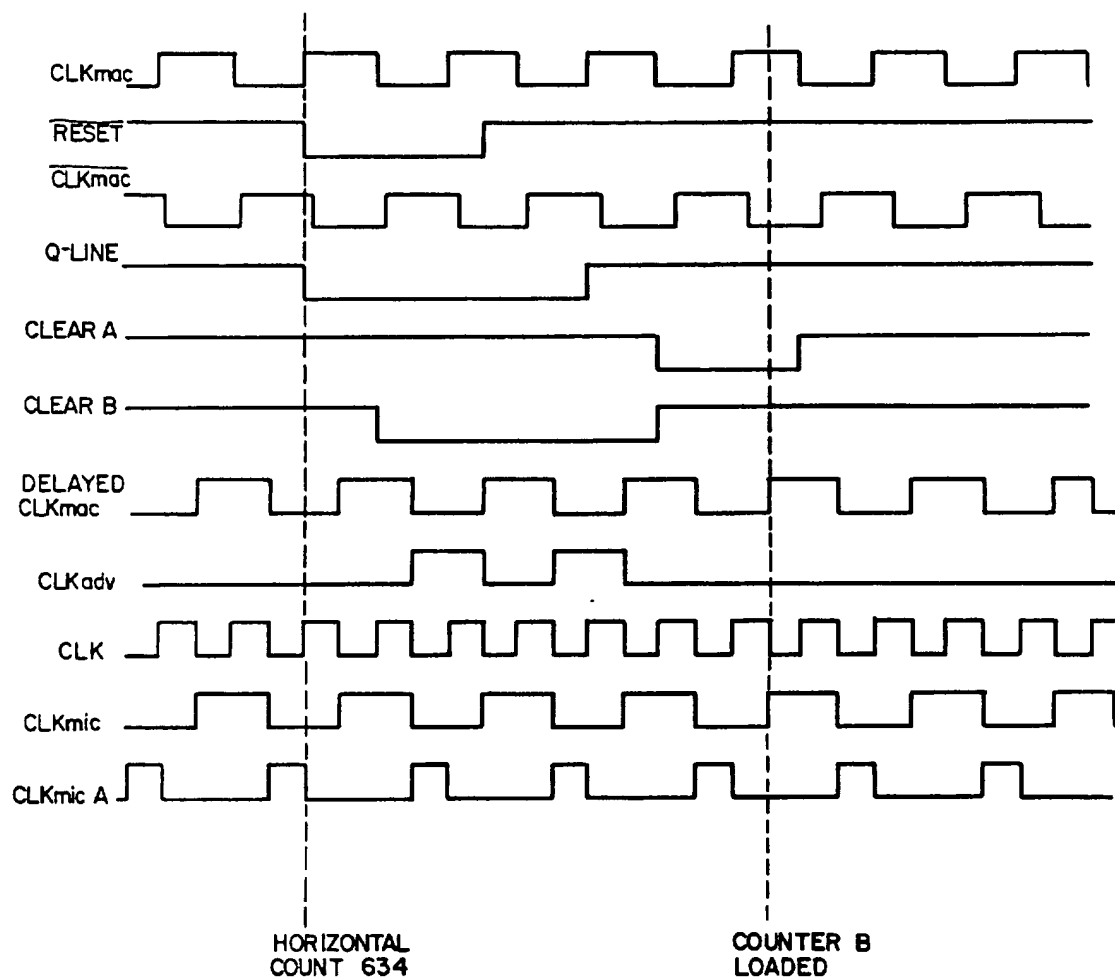 CLKmac
RESET
CLKmac
Q-LINE
CLEAR A
CLEAR B
DELAYED
CLKmac
CLKadv
CLK
CLKmic
CLKmic A
HORIZONTAL
COUNT 634
COUNTER B
LOADED